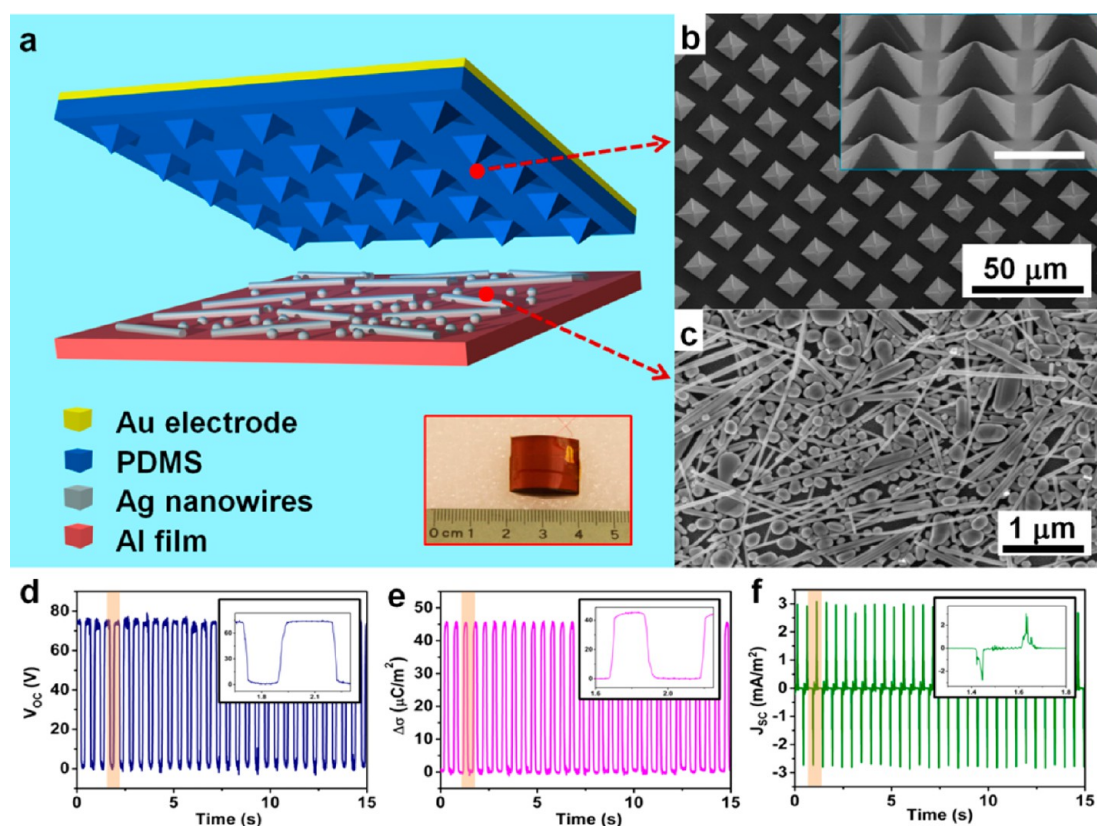 a
Au electrode
PDMS
Ag nanowires
Al film
0 cm 1 2 3 4 5
b
50 μm
c
1 μm
d
V_OC (V)
80
60
40
20
0
0 5 10 15
Time (s)
60
30
0
1.8 2.1
e
Δσ (μC/m²)
50
40
30
20
10
0
0 5 10 15
Time (s)
40
20
0
1.6 2.0
f
J_SC (mA/m²)
3
2
1
0
-1
-2
-3
0 5 10 15
Time (s)
2
0
-2
1.4 1.6 1.8